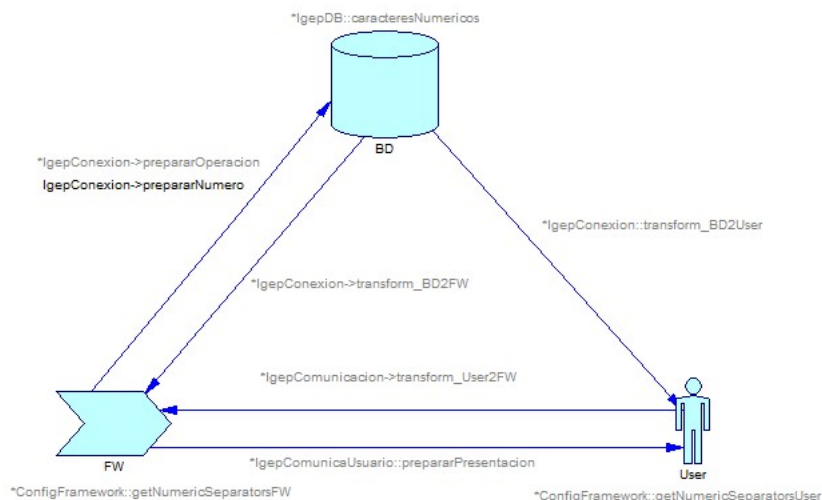 *IgepDB::caracteresNumericos
BD
*IgepConexion->prepararOperacion
IgepConexion->prepararNumero
*IgepConexion::transform_BD2User
*IgepConexion->transform_BD2FW
*IgepComunicacion->transform_User2FW
*IgepComunicaUsuario::prepararPresentacion
FW
User
*ConfigFramework::getNumericSeparatorsFW
*ConfigFramework::getNumericSeparatorsUser